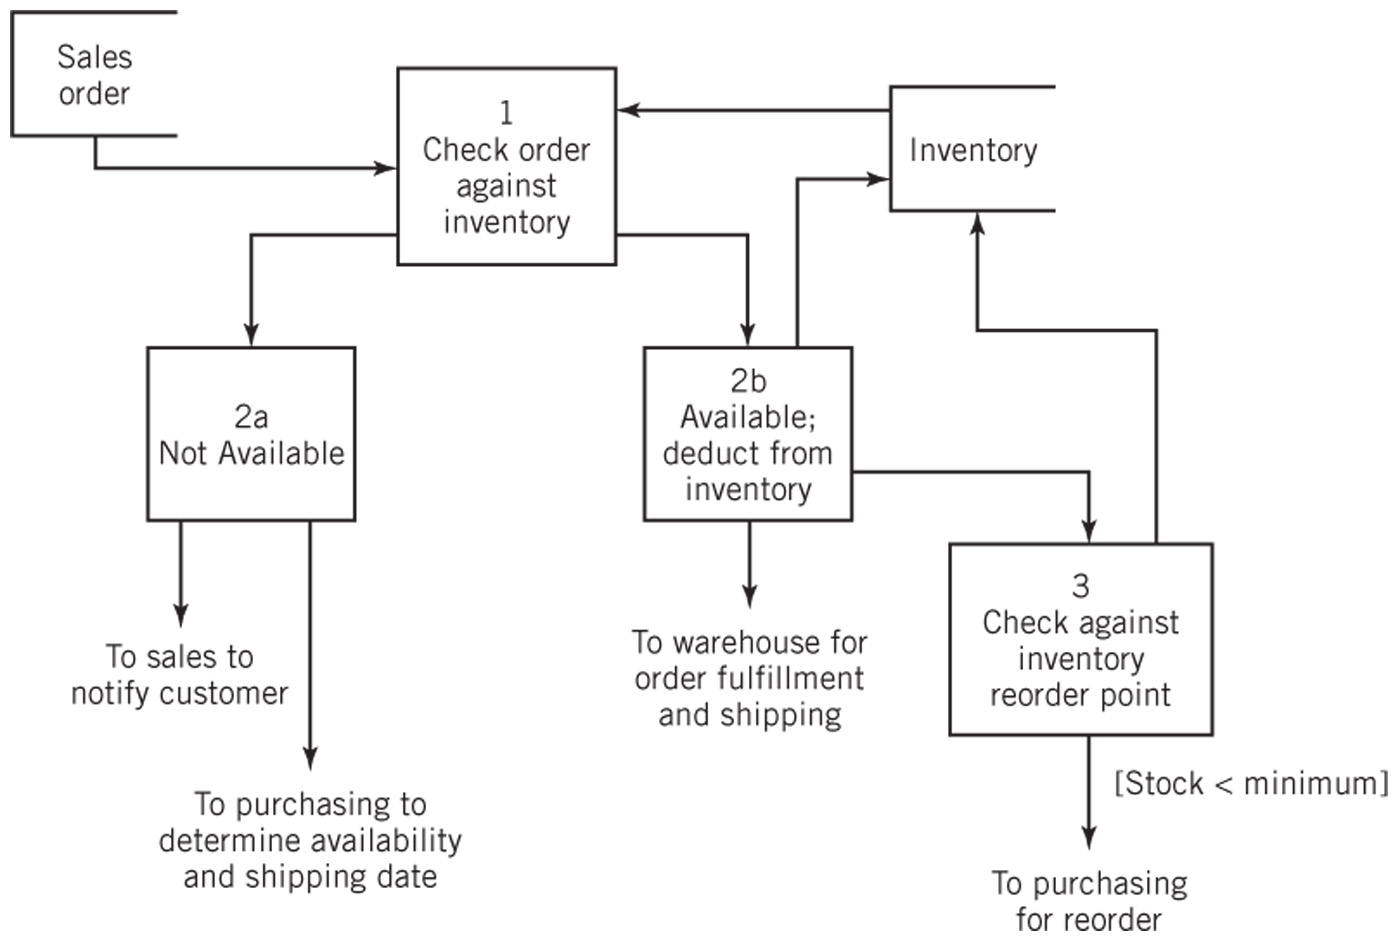 Sales
order
1
Check order
against
inventory
Inventory
2a
Not Available
2b
Available;
deduct from
inventory
3
Check against
inventory
reorder point
To sales to
notify customer
To warehouse for
order fulfillment
and shipping
[Stock < minimum]
To purchasing to
determine availability
and shipping date
To purchasing
for reorder